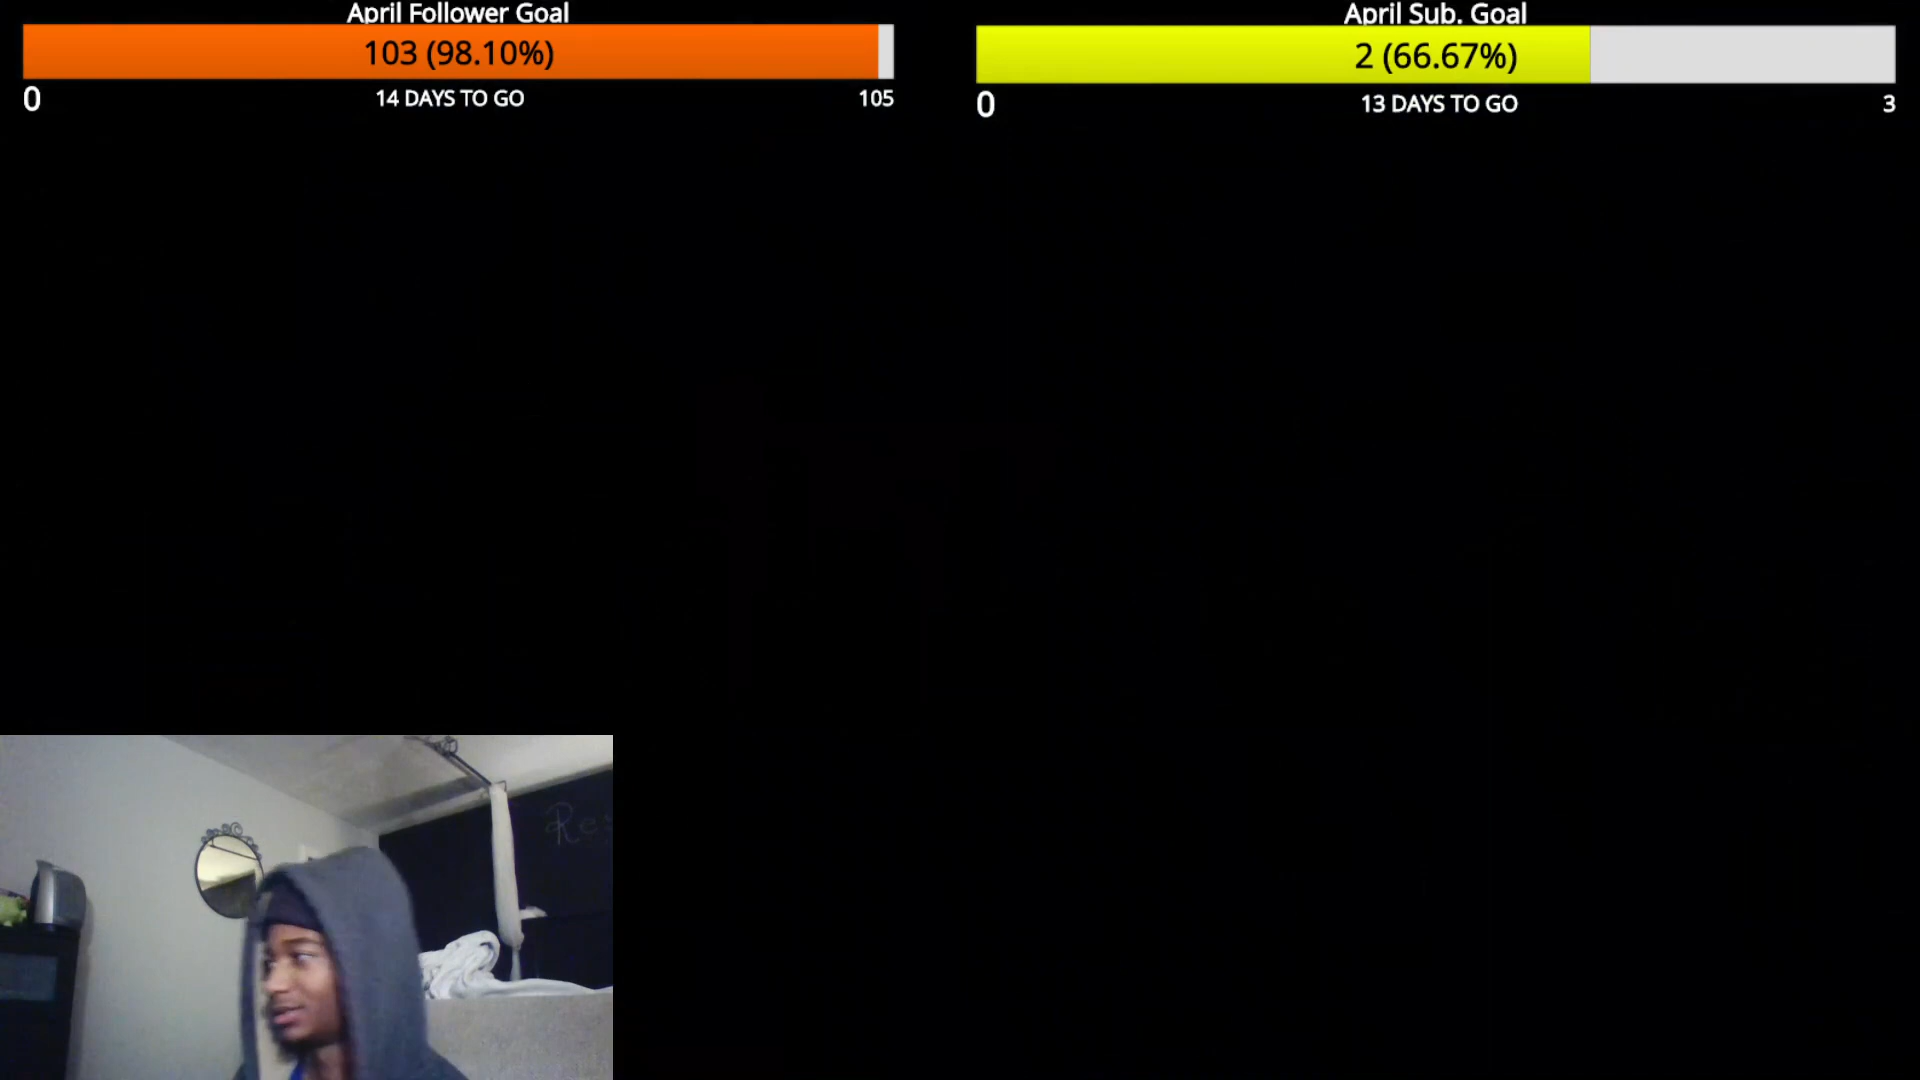 April Follower Goal
103 (98.10%)
0
14 DAYS TO GO
105
April Sub. Goal
2 (66.67%)
0
13 DAYS TO GO
3